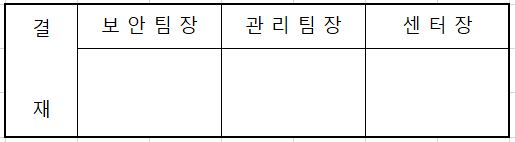 결 재
보 안 팀 장
관 리 팀 장
센 터 장